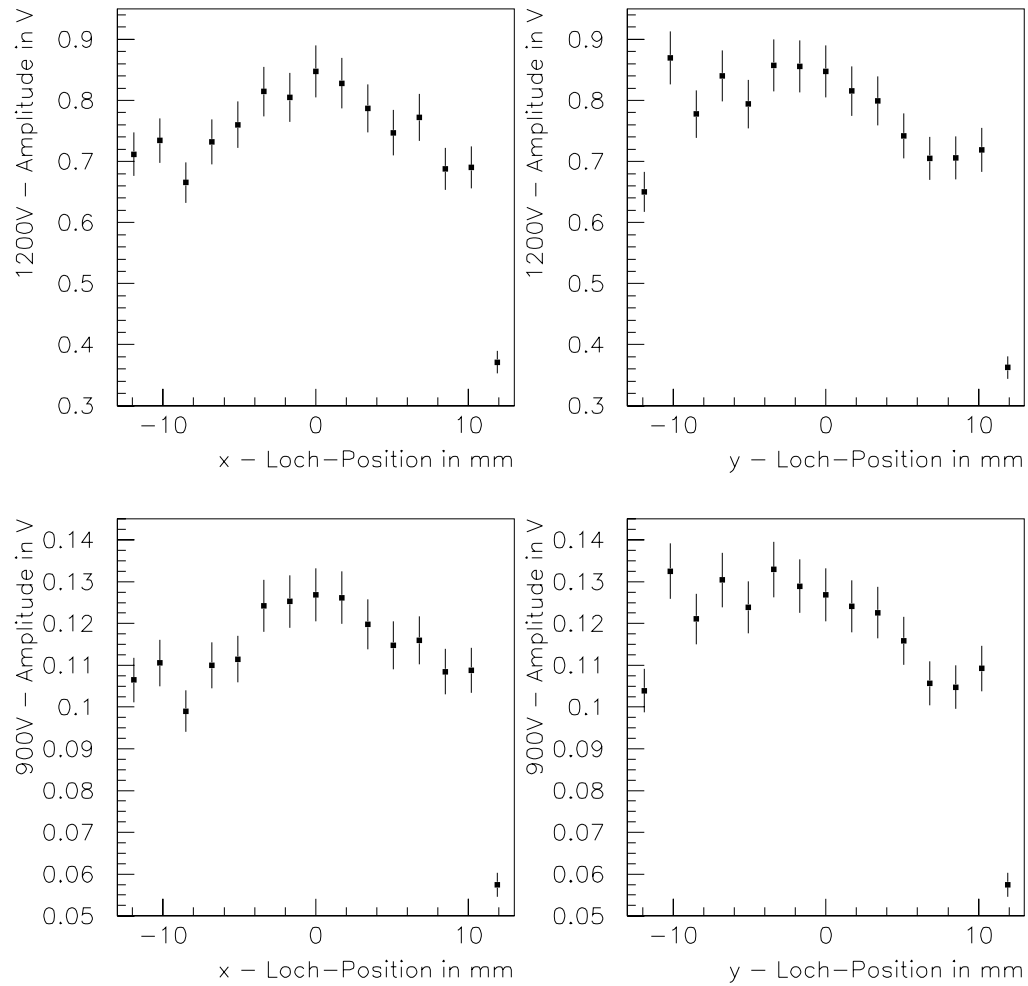 1200V – Amplitude in V
0.9
0.8
0.7
0.6
0.5
0.4
0.3
−10 0 10
x – Loch–Position in mm
1200V – Amplitude in V
0.9
0.8
0.7
0.6
0.5
0.4
0.3
−10 0 10
y – Loch–Position in mm
900V – Amplitude in V
0.14
0.13
0.12
0.11
0.1
0.09
0.08
0.07
0.06
0.05
−10 0 10
x – Loch–Position in mm
900V – Amplitude in V
0.14
0.13
0.12
0.11
0.1
0.09
0.08
0.07
0.06
0.05
−10 0 10
y – Loch–Position in mm